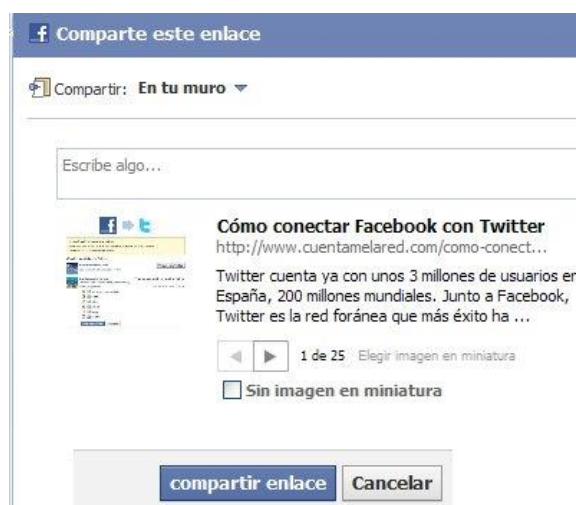 Comparte este enlace
Compartir: En tu muro
Escribe algo...
Cómo conectar Facebook con Twitter
http://www.cuentamelared.com/como-conect...
Twitter cuenta ya con unos 3 millones de usuarios en
España, 200 millones mundiales. Junto a Facebook,
Twitter es la red foránea que más éxito ha ...
1 de 25 Elegir imagen en miniatura
Sin imagen en miniatura
compartir enlace Cancelar